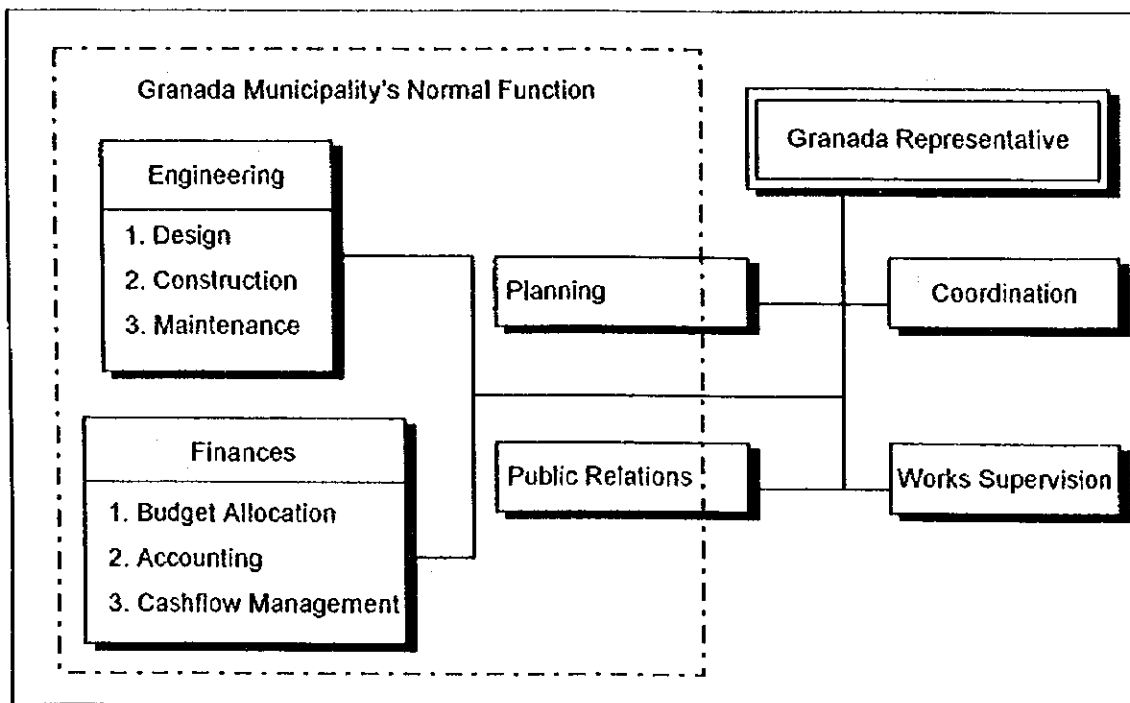 Granada Municipality's Normal Function
Engineering
1. Design
2. Construction
3. Maintenance
Finances
1. Budget Allocation
2. Accounting
3. Cashflow Management
Planning
Public Relations
Granada Representative
Coordination
Works Supervision